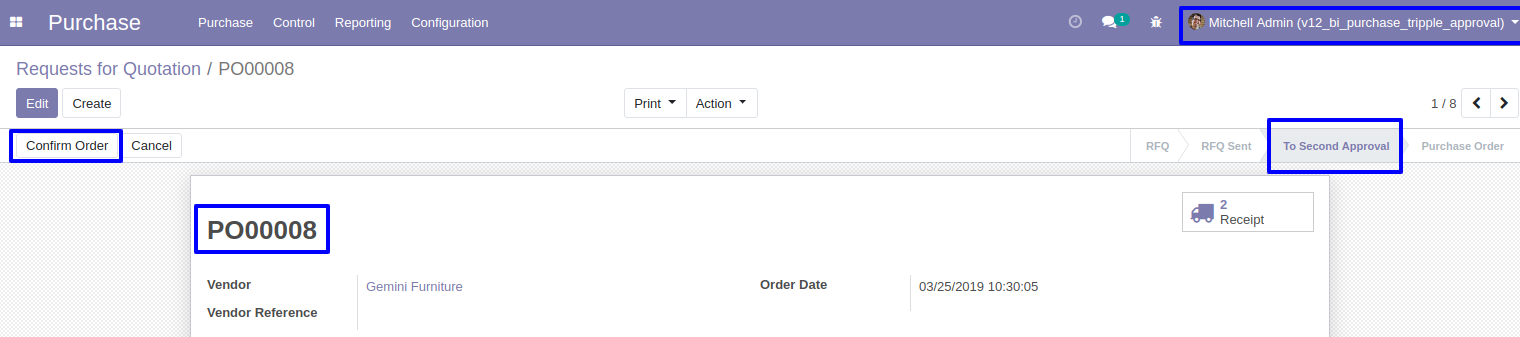 Purchase Purchase Control Reporting Configuration 1 Mitchell Admin (v12_bi_purchase_tripple_approval)
Requests for Quotation / PO00008
Edit Create Print Action 1 / 8
Confirm Order Cancel RFQ RFQ Sent To Second Approval Purchase Order
2
Receipt
PO00008
Vendor Gemini Furniture Order Date 03/25/2019 10:30:05
Vendor Reference